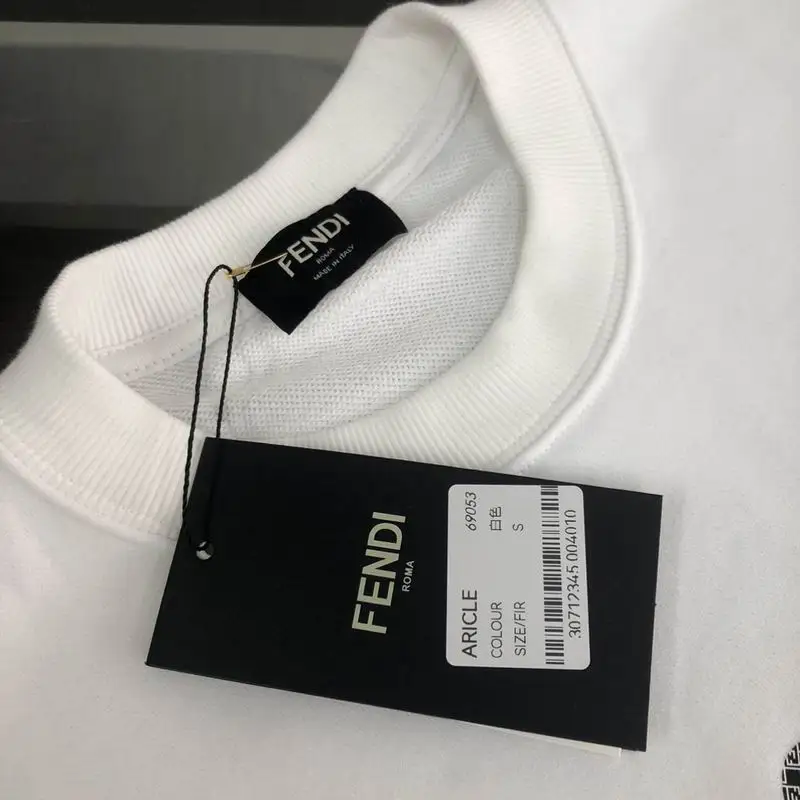 FENDI
ROMA
MADE IN ITALY
FENDI
ROMA
ARICLE 69053
COLOUR 白色
SIZE/FIR S
30712345 004010